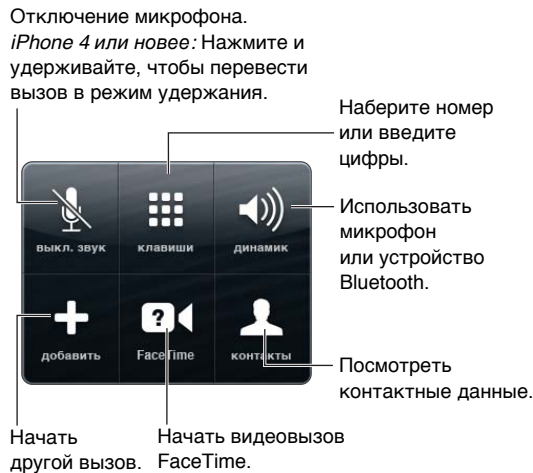 Отключение микрофона.
iPhone 4 или новее: Нажмите и
удерживайте, чтобы перевести
вызов в режим удержания.
Наберите номер
или введите
цифры.
выкл. звук
клавиши
динамик
Использовать
микрофон
или устройство
Bluetooth.
добавить
FaceTime
контакты
Посмотреть
контактные данные.
Начать
другой вызов.
Начать видеовызов
FaceTime.